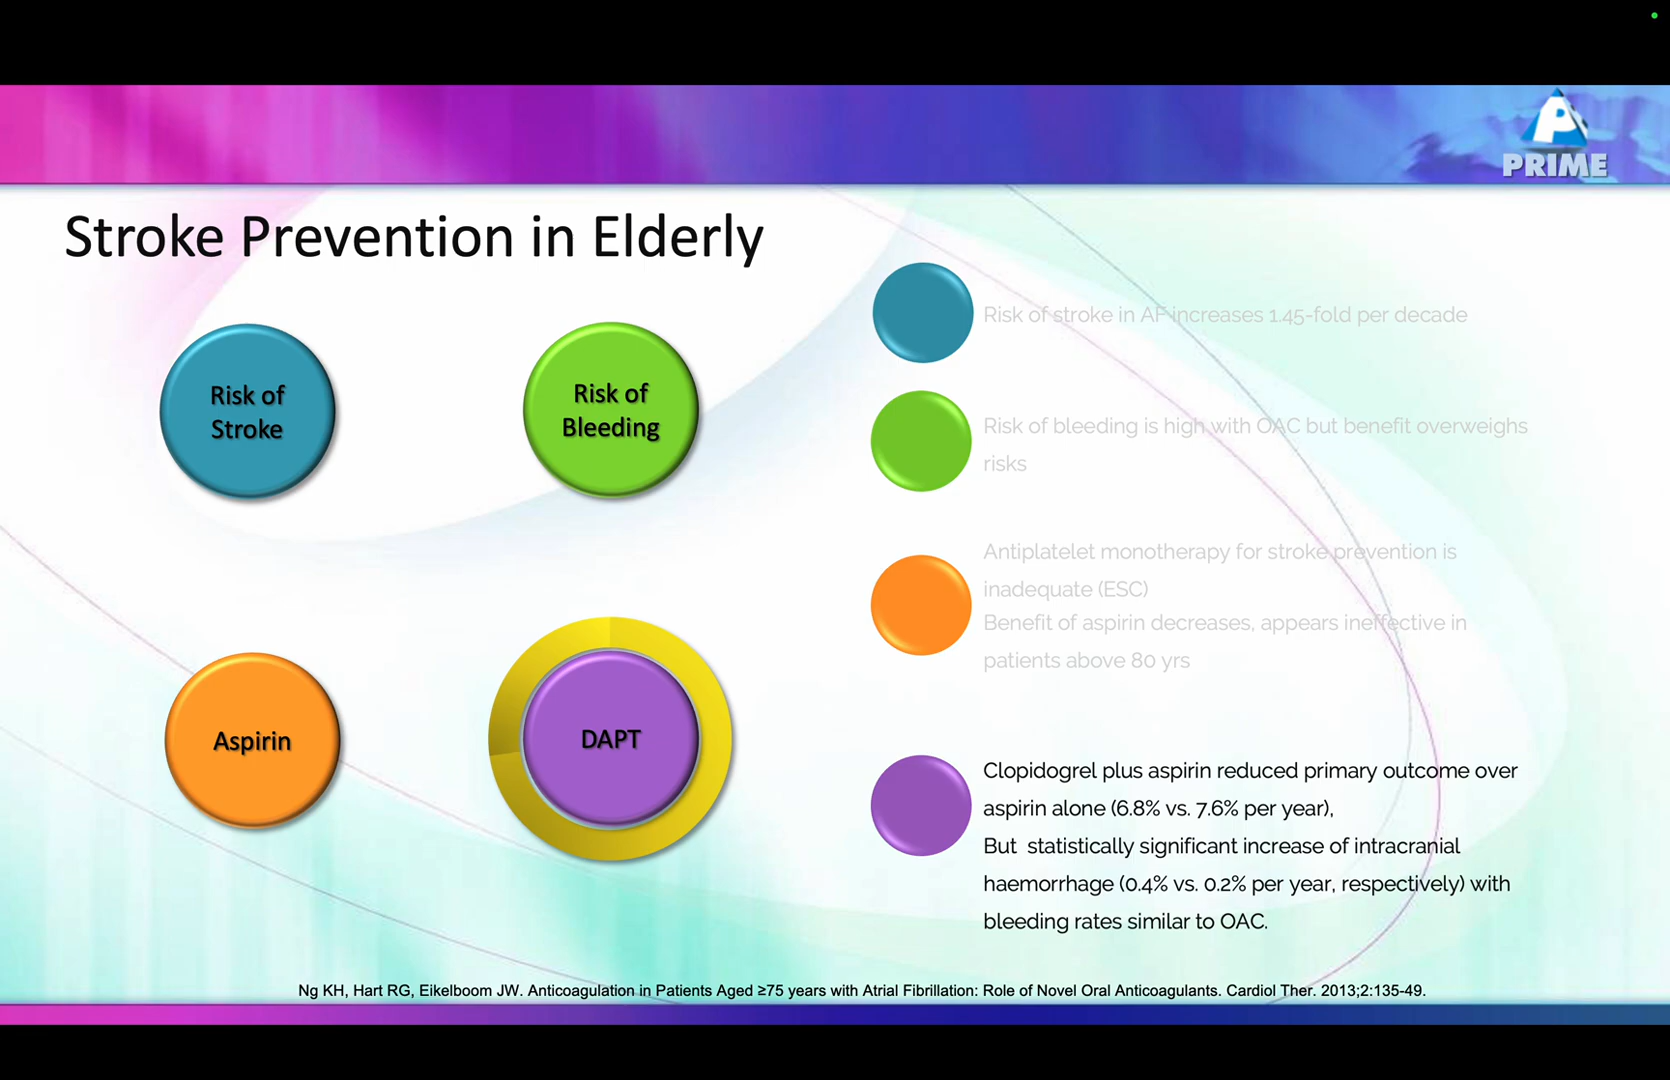 PRIME
Stroke Prevention in Elderly
Risk of
Stroke
Risk of
Bleeding
Aspirin
DAPT
Risk of stroke in AF increases 1.45-fold per decade
Risk of bleeding is high with OAC but benefit overweighs
risks
Antiplatelet monotherapy for stroke prevention is
inadequate (ESC)
Benefit of aspirin decreases, appears ineffective in
patients above 80 yrs
Clopidogrel plus aspirin reduced primary outcome over
aspirin alone (6.8% vs. 7.6% per year),
But statistically significant increase of intracranial
haemorrhage (0.4% vs. 0.2% per year, respectively) with
bleeding rates similar to OAC.
Ng KH, Hart RG, Eikelboom JW. Anticoagulation in Patients Aged ≥75 years with Atrial Fibrillation: Role of Novel Oral Anticoagulants. Cardiol Ther. 2013;2:135-49.